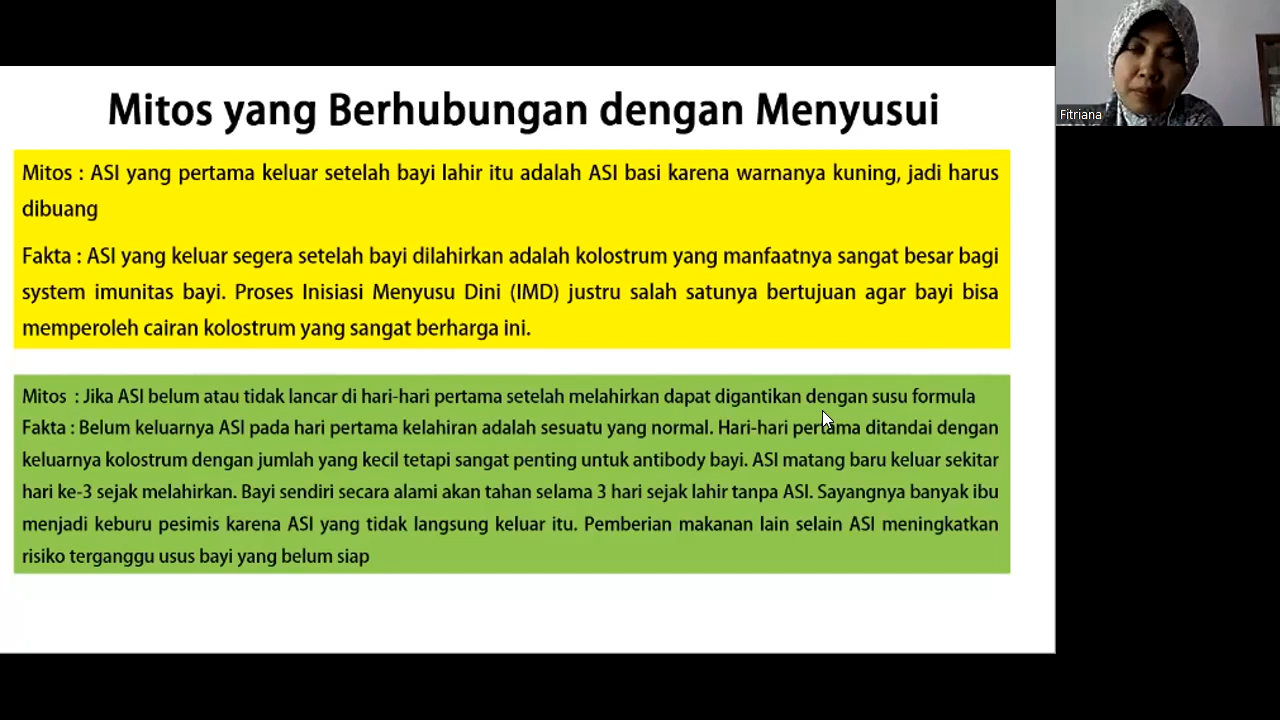 Mitos yang Berhubungan dengan Menyusui
Mitos : ASI yang pertama keluar setelah bayi lahir itu adalah ASI basi karena warnanya kuning, jadi harus
dibuang
Fakta : ASI yang keluar segera setelah bayi dilahirkan adalah kolostrum yang manfaatnya sangat besar bagi
system imunitas bayi. Proses Inisiasi Menyusu Dini (IMD) justru salah satunya bertujuan agar bayi bisa
memperoleh cairan kolostrum yang sangat berharga ini.
Mitos : Jika ASI belum atau tidak lancar di hari-hari pertama setelah melahirkan dapat digantikan dengan susu formula
Fakta : Belum keluarnya ASI pada hari pertama kelahiran adalah sesuatu yang normal. Hari-hari pertama ditandai dengan
keluarnya kolostrum dengan jumlah yang kecil tetapi sangat penting untuk antibody bayi. ASI matang baru keluar sekitar
hari ke-3 sejak melahirkan. Bayi sendiri secara alami akan tahan selama 3 hari sejak lahir tanpa ASI. Sayangnya banyak ibu
menjadi keburu pesimis karena ASI yang tidak langsung keluar itu. Pemberian makanan lain selain ASI meningkatkan
risiko terganggu usus bayi yang belum siap
Fitriana